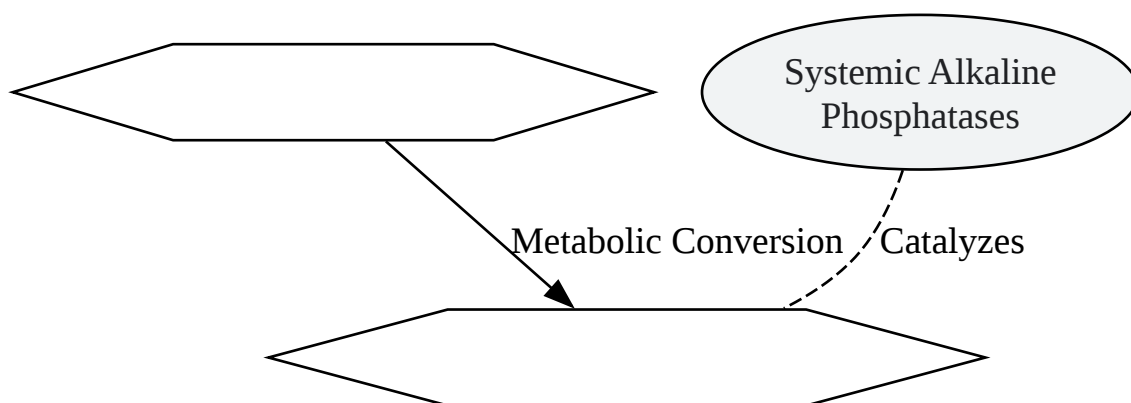 Systemic Alkaline
Phosphatases
Metabolic Conversion
Catalyzes